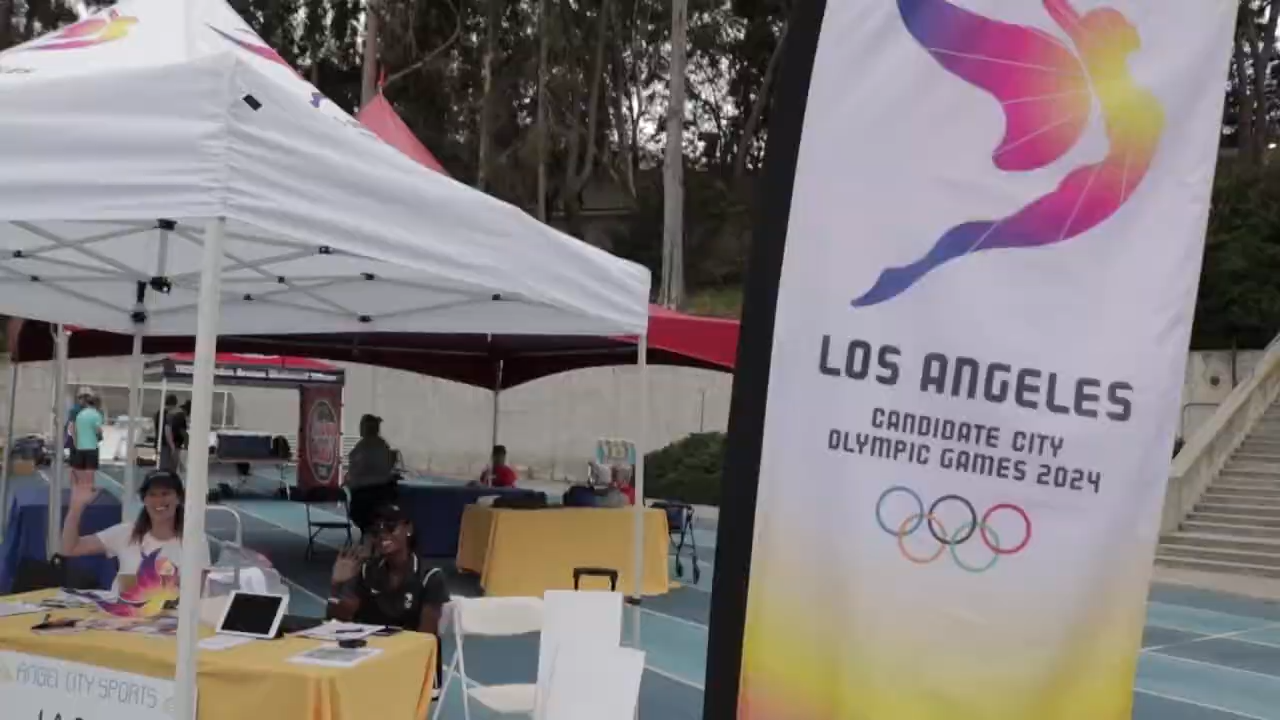 LOS ANGELES
CANDIDATE CITY
OLYMPIC GAMES 2024
ANGEL CITY SPORTS